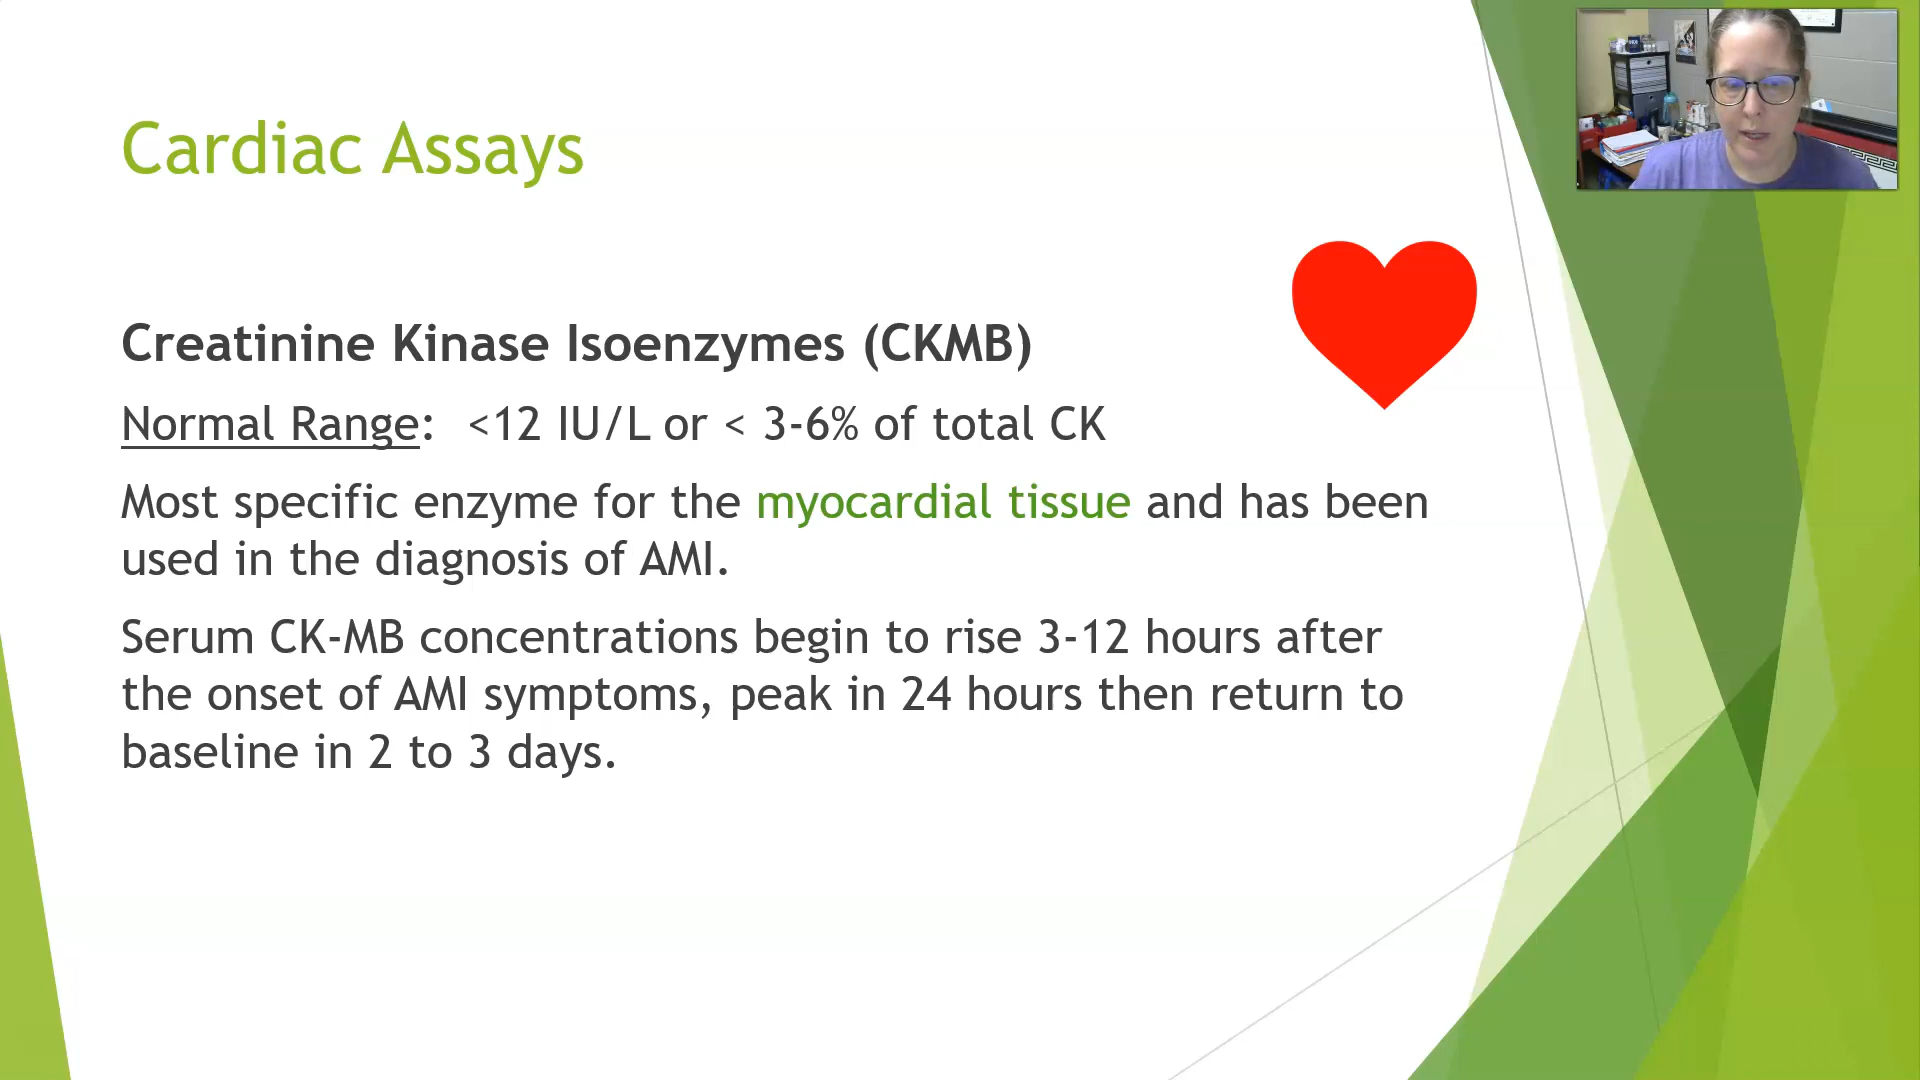 Cardiac Assays
Creatinine Kinase Isoenzymes (CKMB)
Normal Range: <12 IU/L or < 3-6% of total CK
Most specific enzyme for the myocardial tissue and has been
used in the diagnosis of AMI.
Serum CK-MB concentrations begin to rise 3-12 hours after
the onset of AMI symptoms, peak in 24 hours then return to
baseline in 2 to 3 days.